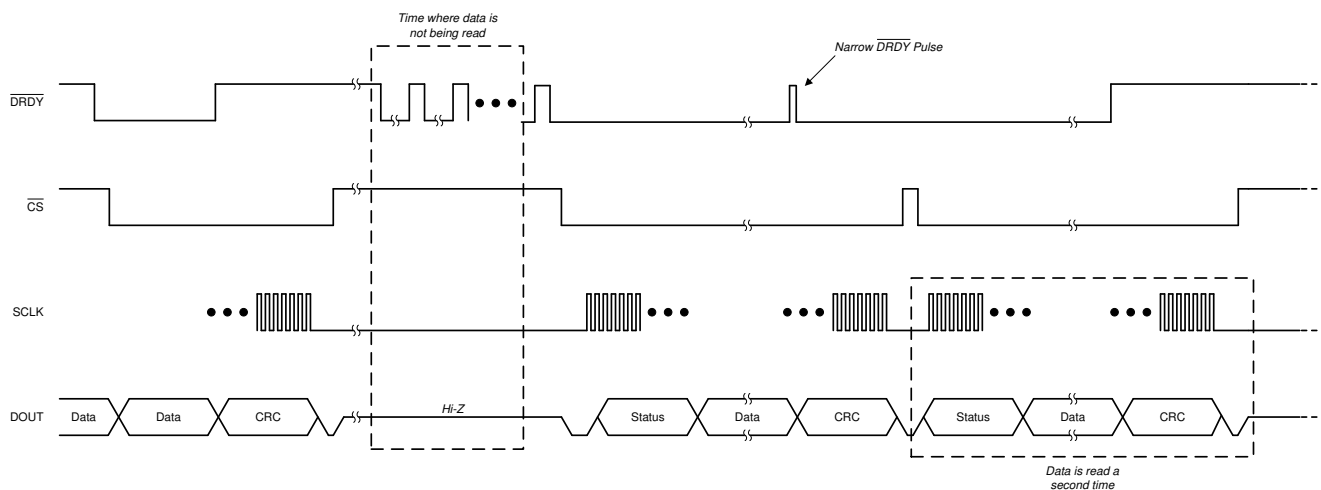 Time where data is
not being read
Narrow DRDY Pulse
DRDY
CS
SCLK
DOUT
Data
Data
CRC
Hi-Z
Status
Data
CRC
Status
Data
CRC
Data is read a
second time